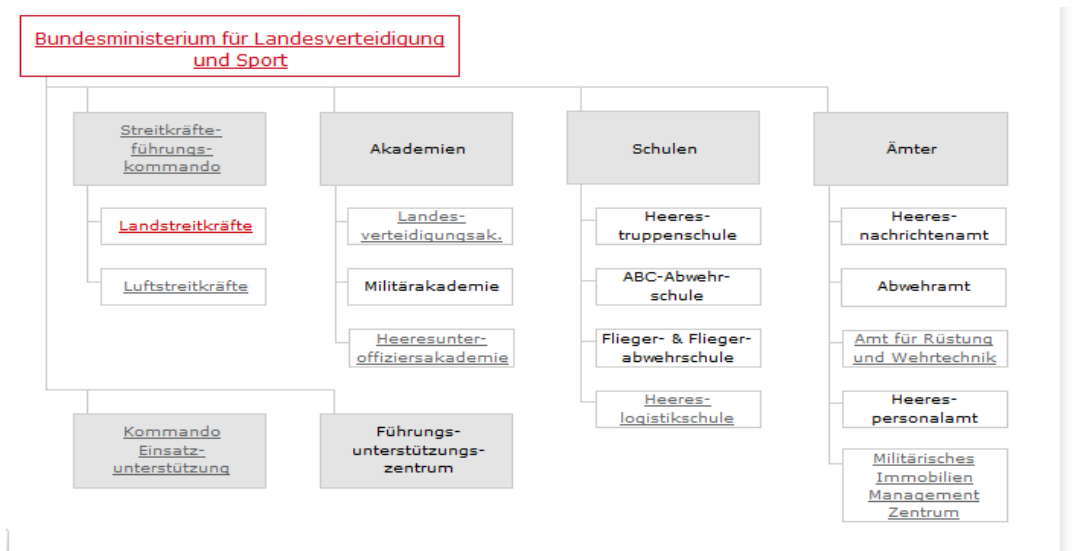 Bundesministerium für Landesverteidigung
und Sport
Streitkräfte-
führungs-
kommando
Landstreitkräfte
Luftstreitkräfte
Akademien
Landes-
verteidigungsak.
Militärakademie
Heeresunter-
offiziersakademie
Schulen
Heeres-
truppenschule
ABC-Abwehr-
schule
Flieger- & Flieger-
abwehrschule
Heeres-
logistikschule
Ämter
Heeres-
nachrichtenamt
Abwehramt
Amt für Rüstung
und Wehrtechnik
Heeres-
personalamt
Militärisches
Immobilien
Management
Zentrum
Kommando
Einsatz-
unterstützung
Führungs-
unterstützungs-
zentrum